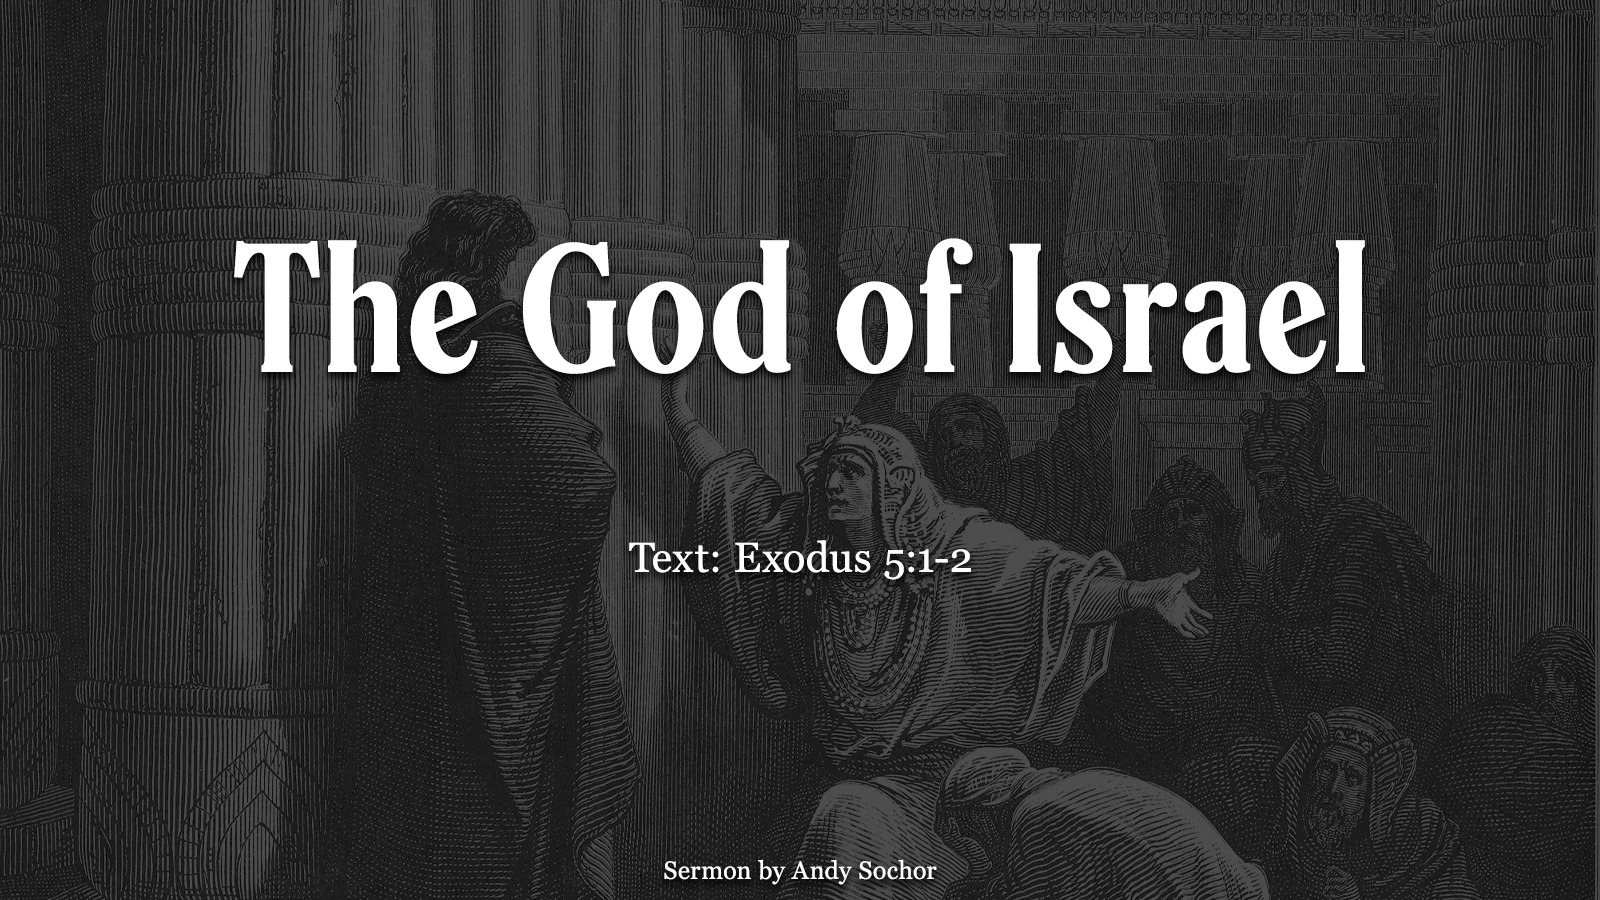 The God of Israel
Text: Exodus 5:1-2
Sermon by Andy Sochor